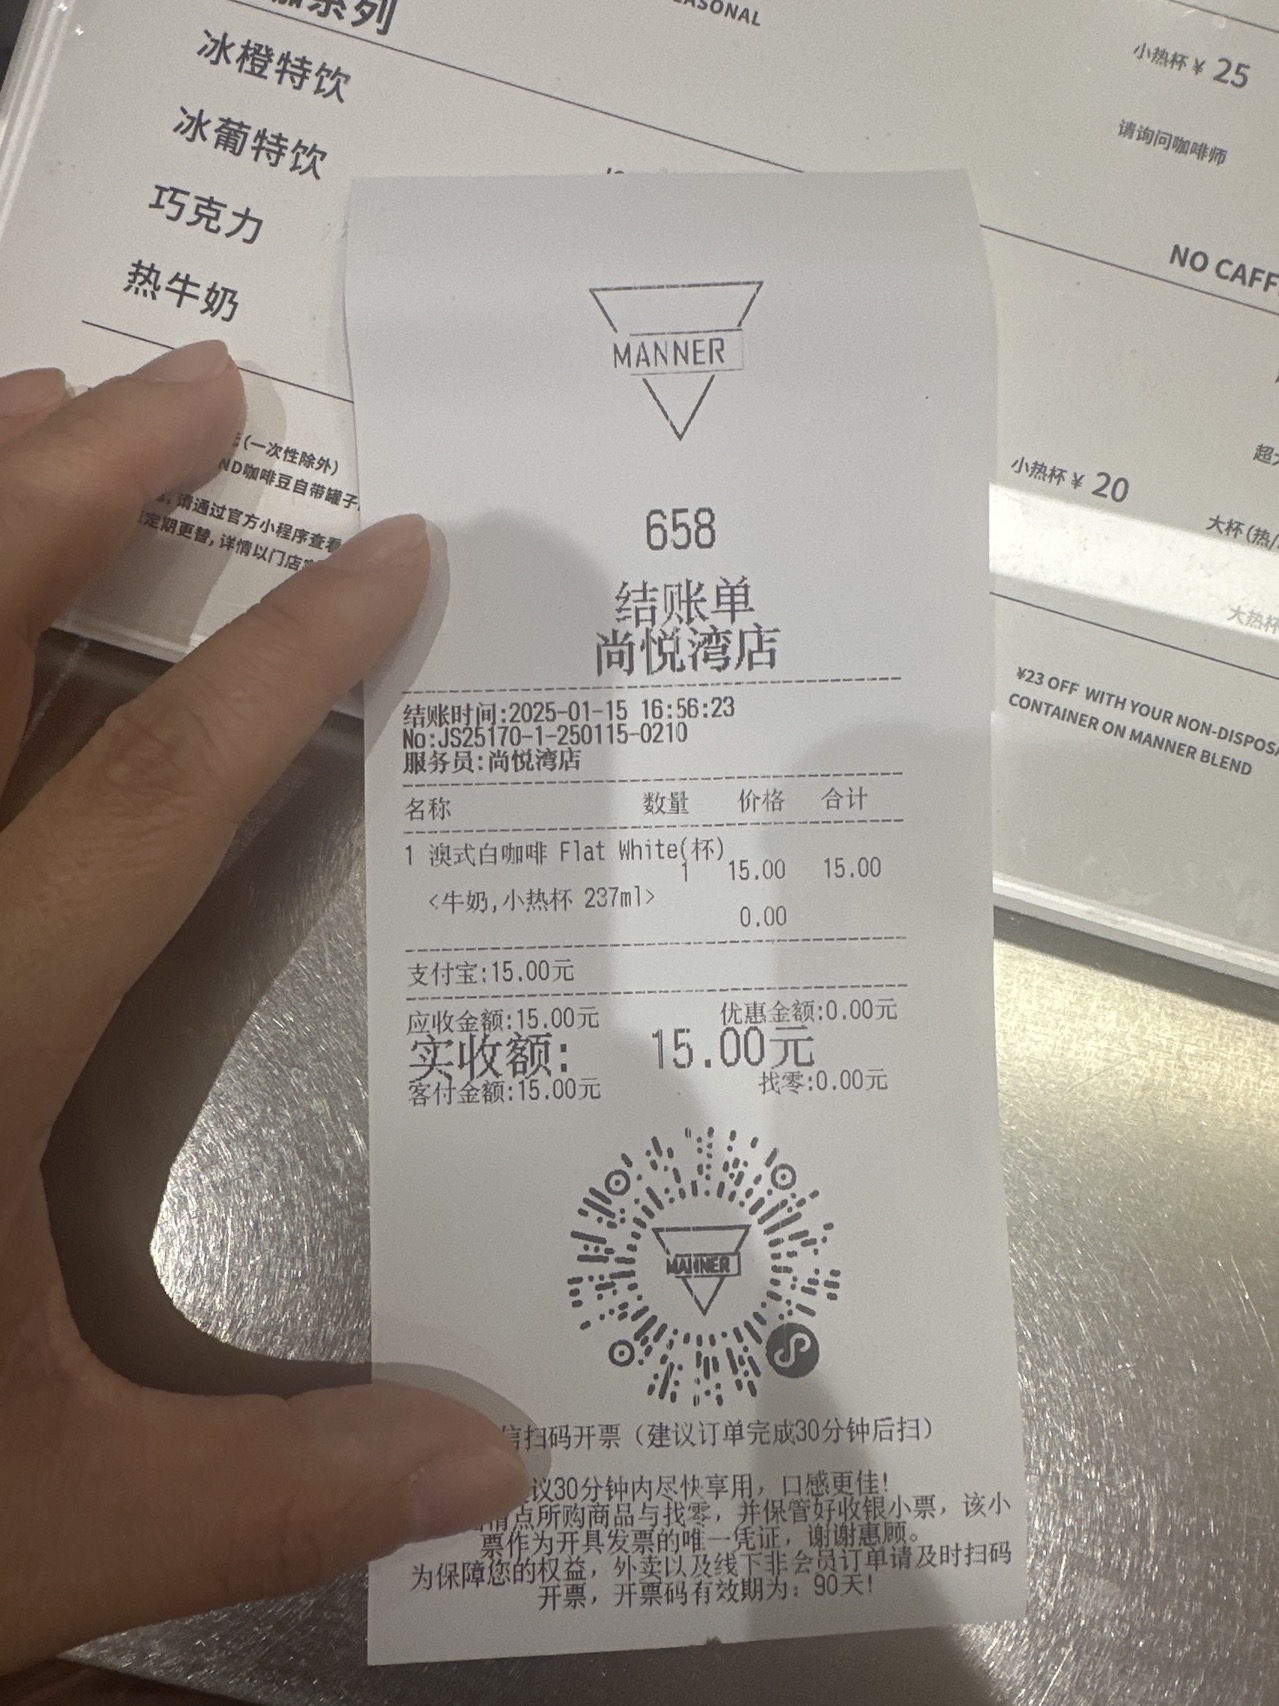 系列
冰橙特饮
冰葡特饮
巧克力
热牛奶
(一次性除外)
咖啡豆自带罐子
请通过官方小程序查看
定期更替,详情以门店
小热杯 ¥ 25
请询问咖啡师
NO CAFF
小热杯 ¥ 20
大杯(热/
大热杯
¥23 OFF WITH YOUR NON-DISPOSA
CONTAINER ON MANNER BLEND
MANNER
658
结账单
尚悦湾店
结账时间:2025-01-15 16:56:23
No:JS25170-1-250115-0210
服务员:尚悦湾店
名称 数量 价格 合计
1 澳式白咖啡 Flat White(杯)
1 15.00 15.00
<牛奶,小热杯 237ml>
0.00
支付宝:15.00元
应收金额:15.00元 优惠金额:0.00元
实收额: 15.00元
客付金额:15.00元 找零:0.00元
MANNER
信扫码开票（建议订单完成30分钟后扫）
议30分钟内尽快享用，口感更佳!
清点所购商品与找零，并保管好收银小票，该小
票作为开具发票的唯一凭证，谢谢惠顾。
为保障您的权益，外卖以及线下非会员订单请及时扫码
开票，开票码有效期为：90天!